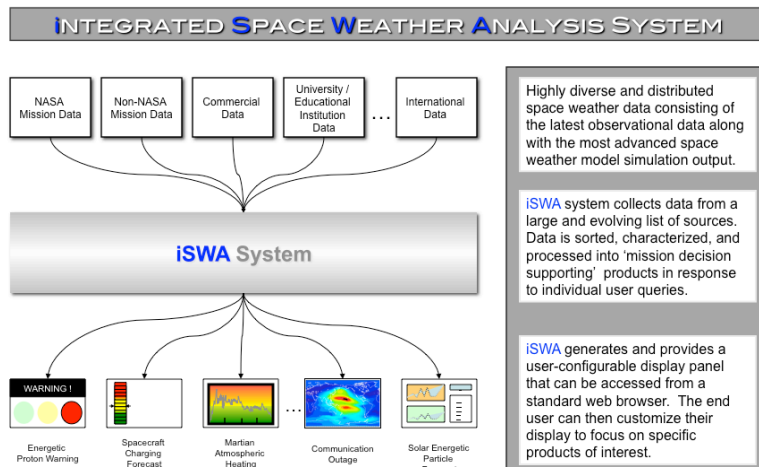 iNTEGRATED SPACE WEATHER ANALYSIS SYSTEM
NASA
Mission Data
Non-NASA
Mission Data
Commercial
Data
University /
Educational
Institution
Data
...
International
Data
Highly diverse and distributed
space weather data consisting of
the latest observational data along
with the most advanced space
weather model simulation output.
iSWA System
iSWA system collects data from a
large and evolving list of sources.
Data is sorted, characterized, and
processed into ‘mission decision
supporting’ products in response
to individual user queries.
WARNING !
...
Energetic
Proton Warning
Spacecraft
Charging
Forecast
Martian
Atmospheric
Heating
Communication
Outage
Solar Energetic
Particle
iSWA generates and provides a
user-configurable display panel
that can be accessed from a
standard web browser. The end
user can then customize their
display to focus on specific
products of interest.